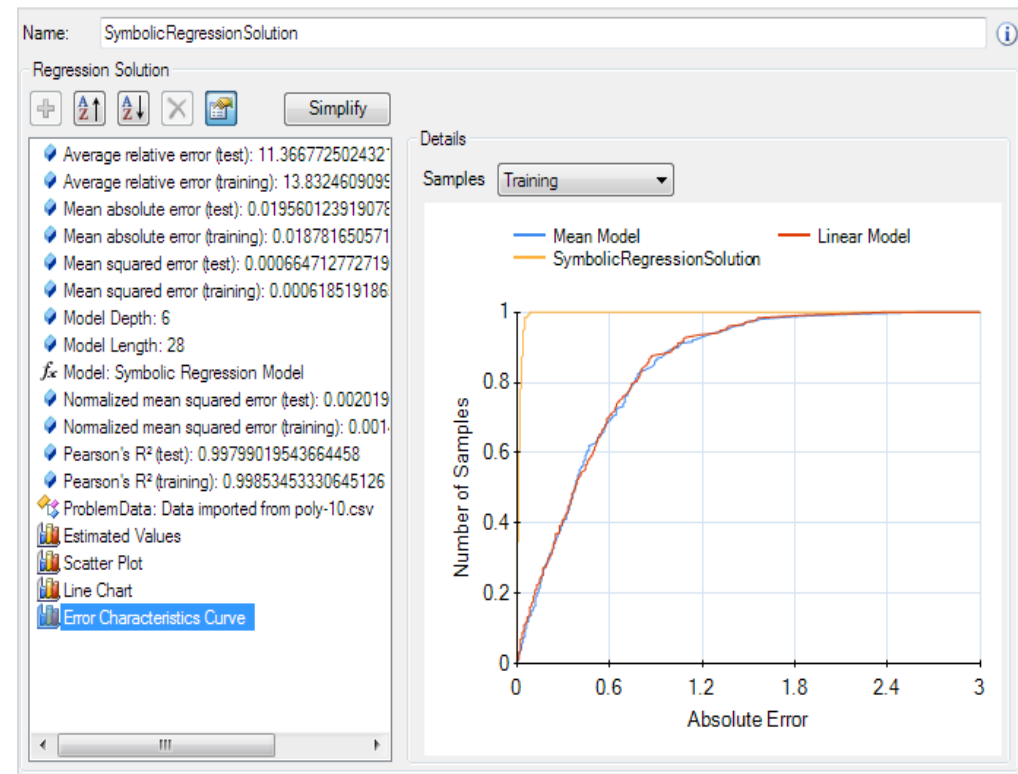 Name: SymbolicRegressionSolution
Regression Solution
Simplify
Average relative error (test): 11.366772502432
Average relative error (training): 13.832460909
Mean absolute error (test): 0.01956012391907
Mean absolute error (training): 0.018781650571
Mean squared error (test): 0.000664712772719
Mean squared error (training): 0.000618519186
Model Depth: 6
Model Length: 28
Model: Symbolic Regression Model
Normalized mean squared error (test): 0.002019
Normalized mean squared error (training): 0.001
Pearson's R² (test): 0.99799019543664458
Pearson's R² (training): 0.99853453330645126
ProblemData: Data imported from poly-10.csv
Estimated Values
Scatter Plot
Line Chart
Error Characteristics Curve
Details
Samples Training
Mean Model Linear Model
SymbolicRegressionSolution
1
0.8
0.6
0.4
0.2
0
Number of Samples
0 0.6 1.2 1.8 2.4 3
Absolute Error